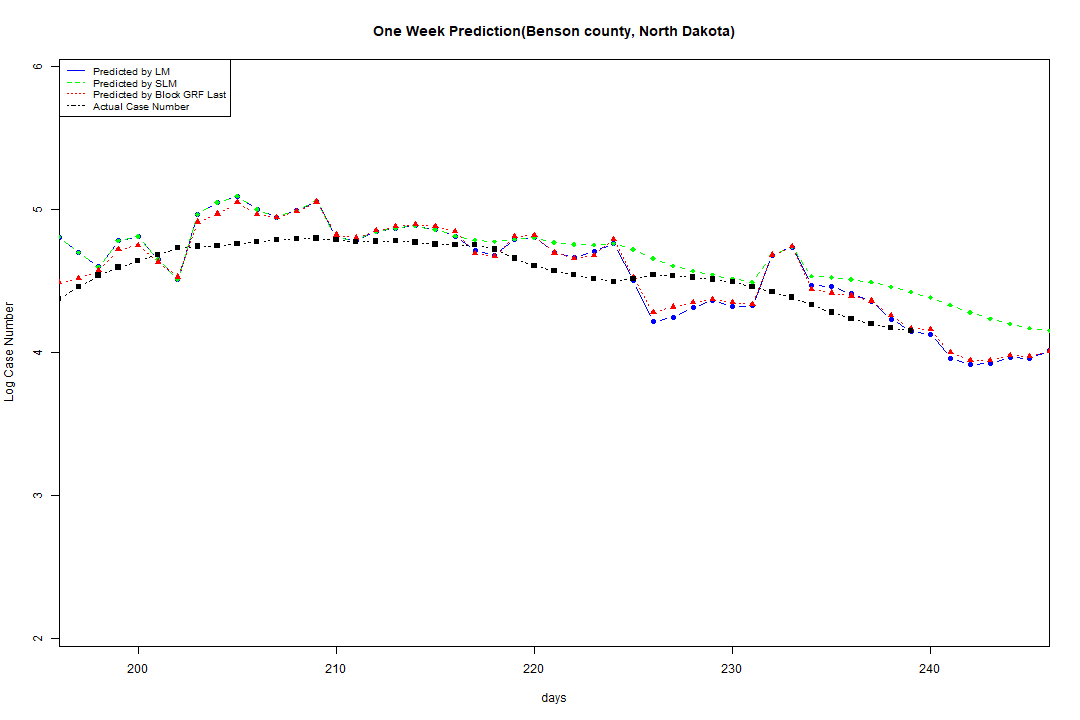 One Week Prediction(Benson county, North Dakota)
Predicted by LM
Predicted by SLM
Predicted by Block GRF Last
Actual Case Number
6
5
4
3
2
Log Case Number
200 210 220 230 240
days